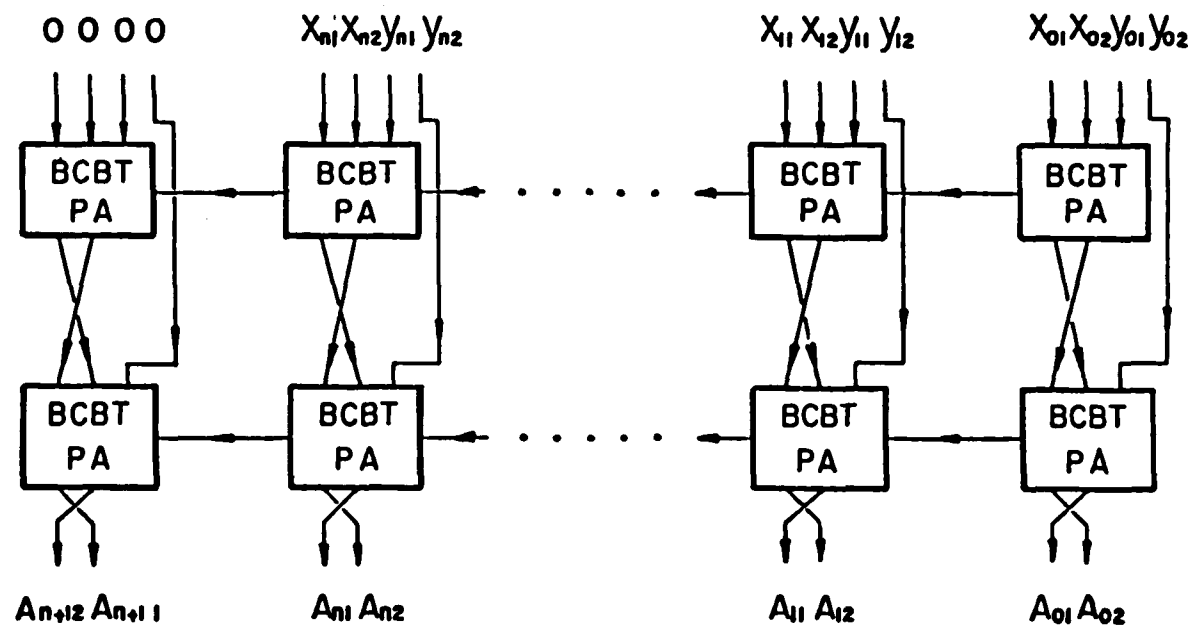 0 0 0 0 Xn1 Xn2 yn1 yn2 X11 X12 y11 y12 X01 X02 y01 y02
BCBT PA
BCBT PA
BCBT PA
BCBT PA
BCBT PA
BCBT PA
BCBT PA
BCBT PA
An+12 An+11 An1 An2 A11 A12 A01 A02